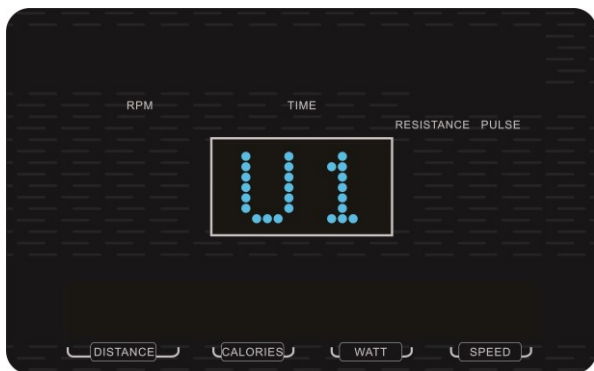 RPM TIME
RESISTANCE PULSE
U1
DISTANCE CALORIES WATT SPEED